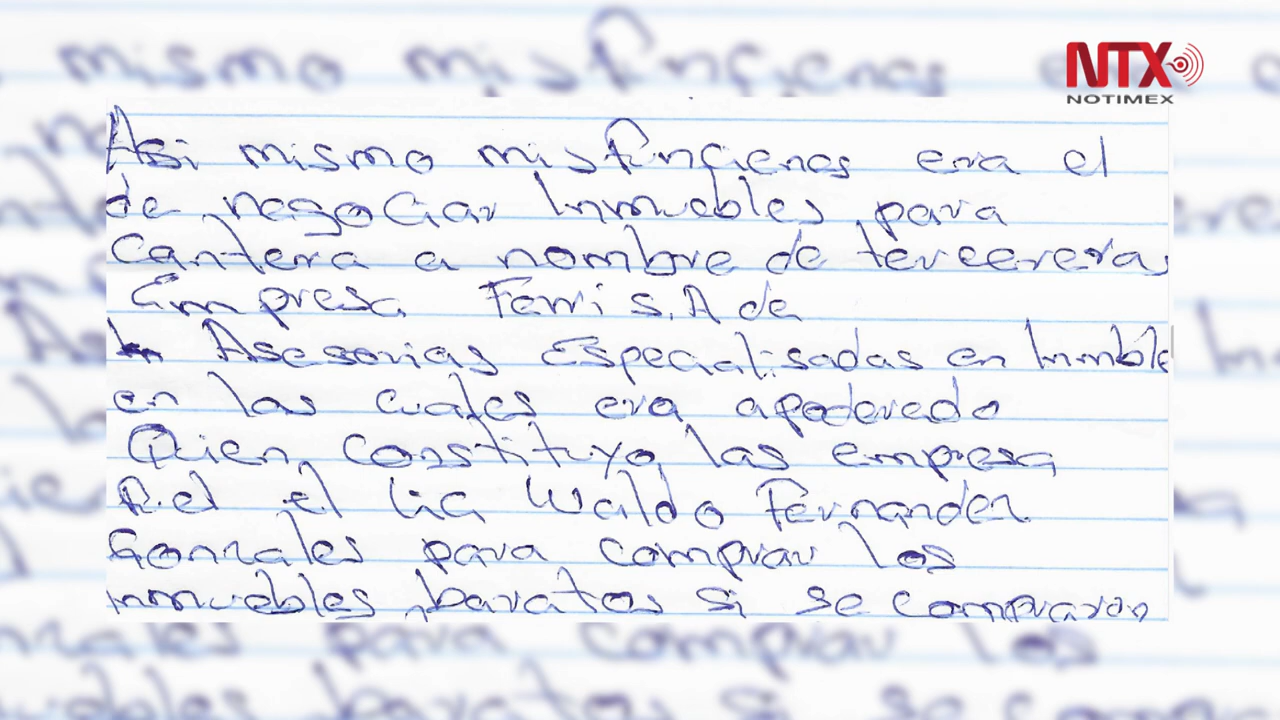 NTX
NOTIMEX
Asi mismo mis funciones era el
de negociar Inmuebles para
Cantera a nombre de tercereras
Empresa Ferri S.A de
Asesorias Especialisadas en Inmble
en las cuales era apoderado
Quien Constituyo las empresa
R.el el Lic Waldo Fernandez
Gonzales para comprar los
inmuebles baratos si se compraron